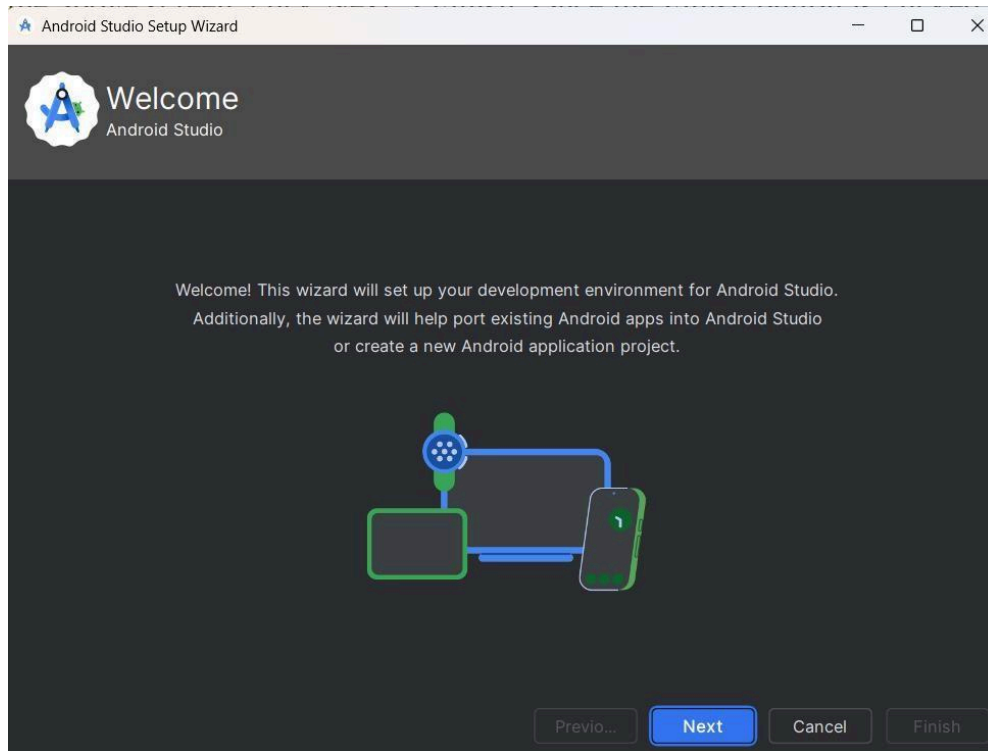 Android Studio Setup Wizard
Welcome
Android Studio
Welcome! This wizard will set up your development environment for Android Studio.
Additionally, the wizard will help port existing Android apps into Android Studio
or create a new Android application project.
Previo... Next Cancel Finish